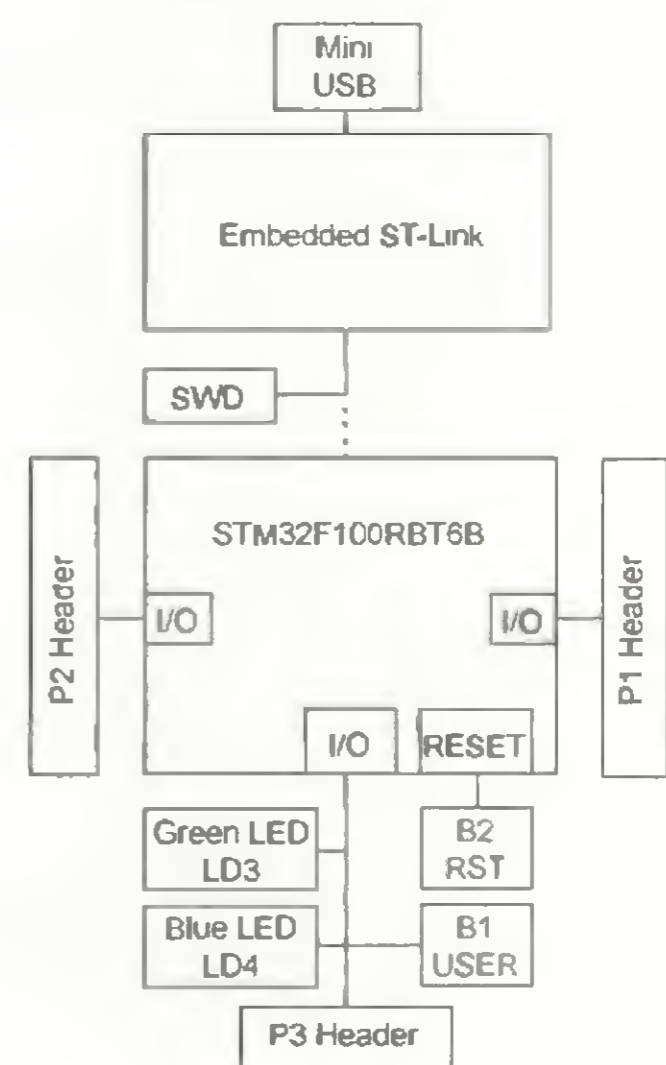 Mini
USB
Embedded ST-Link
SWD
STM32F100RBT6B
P2 Header
I/O
I/O
P1 Header
I/O
RESET
Green LED
LD3
B2
RST
Blue LED
LD4
B1
USER
P3 Header